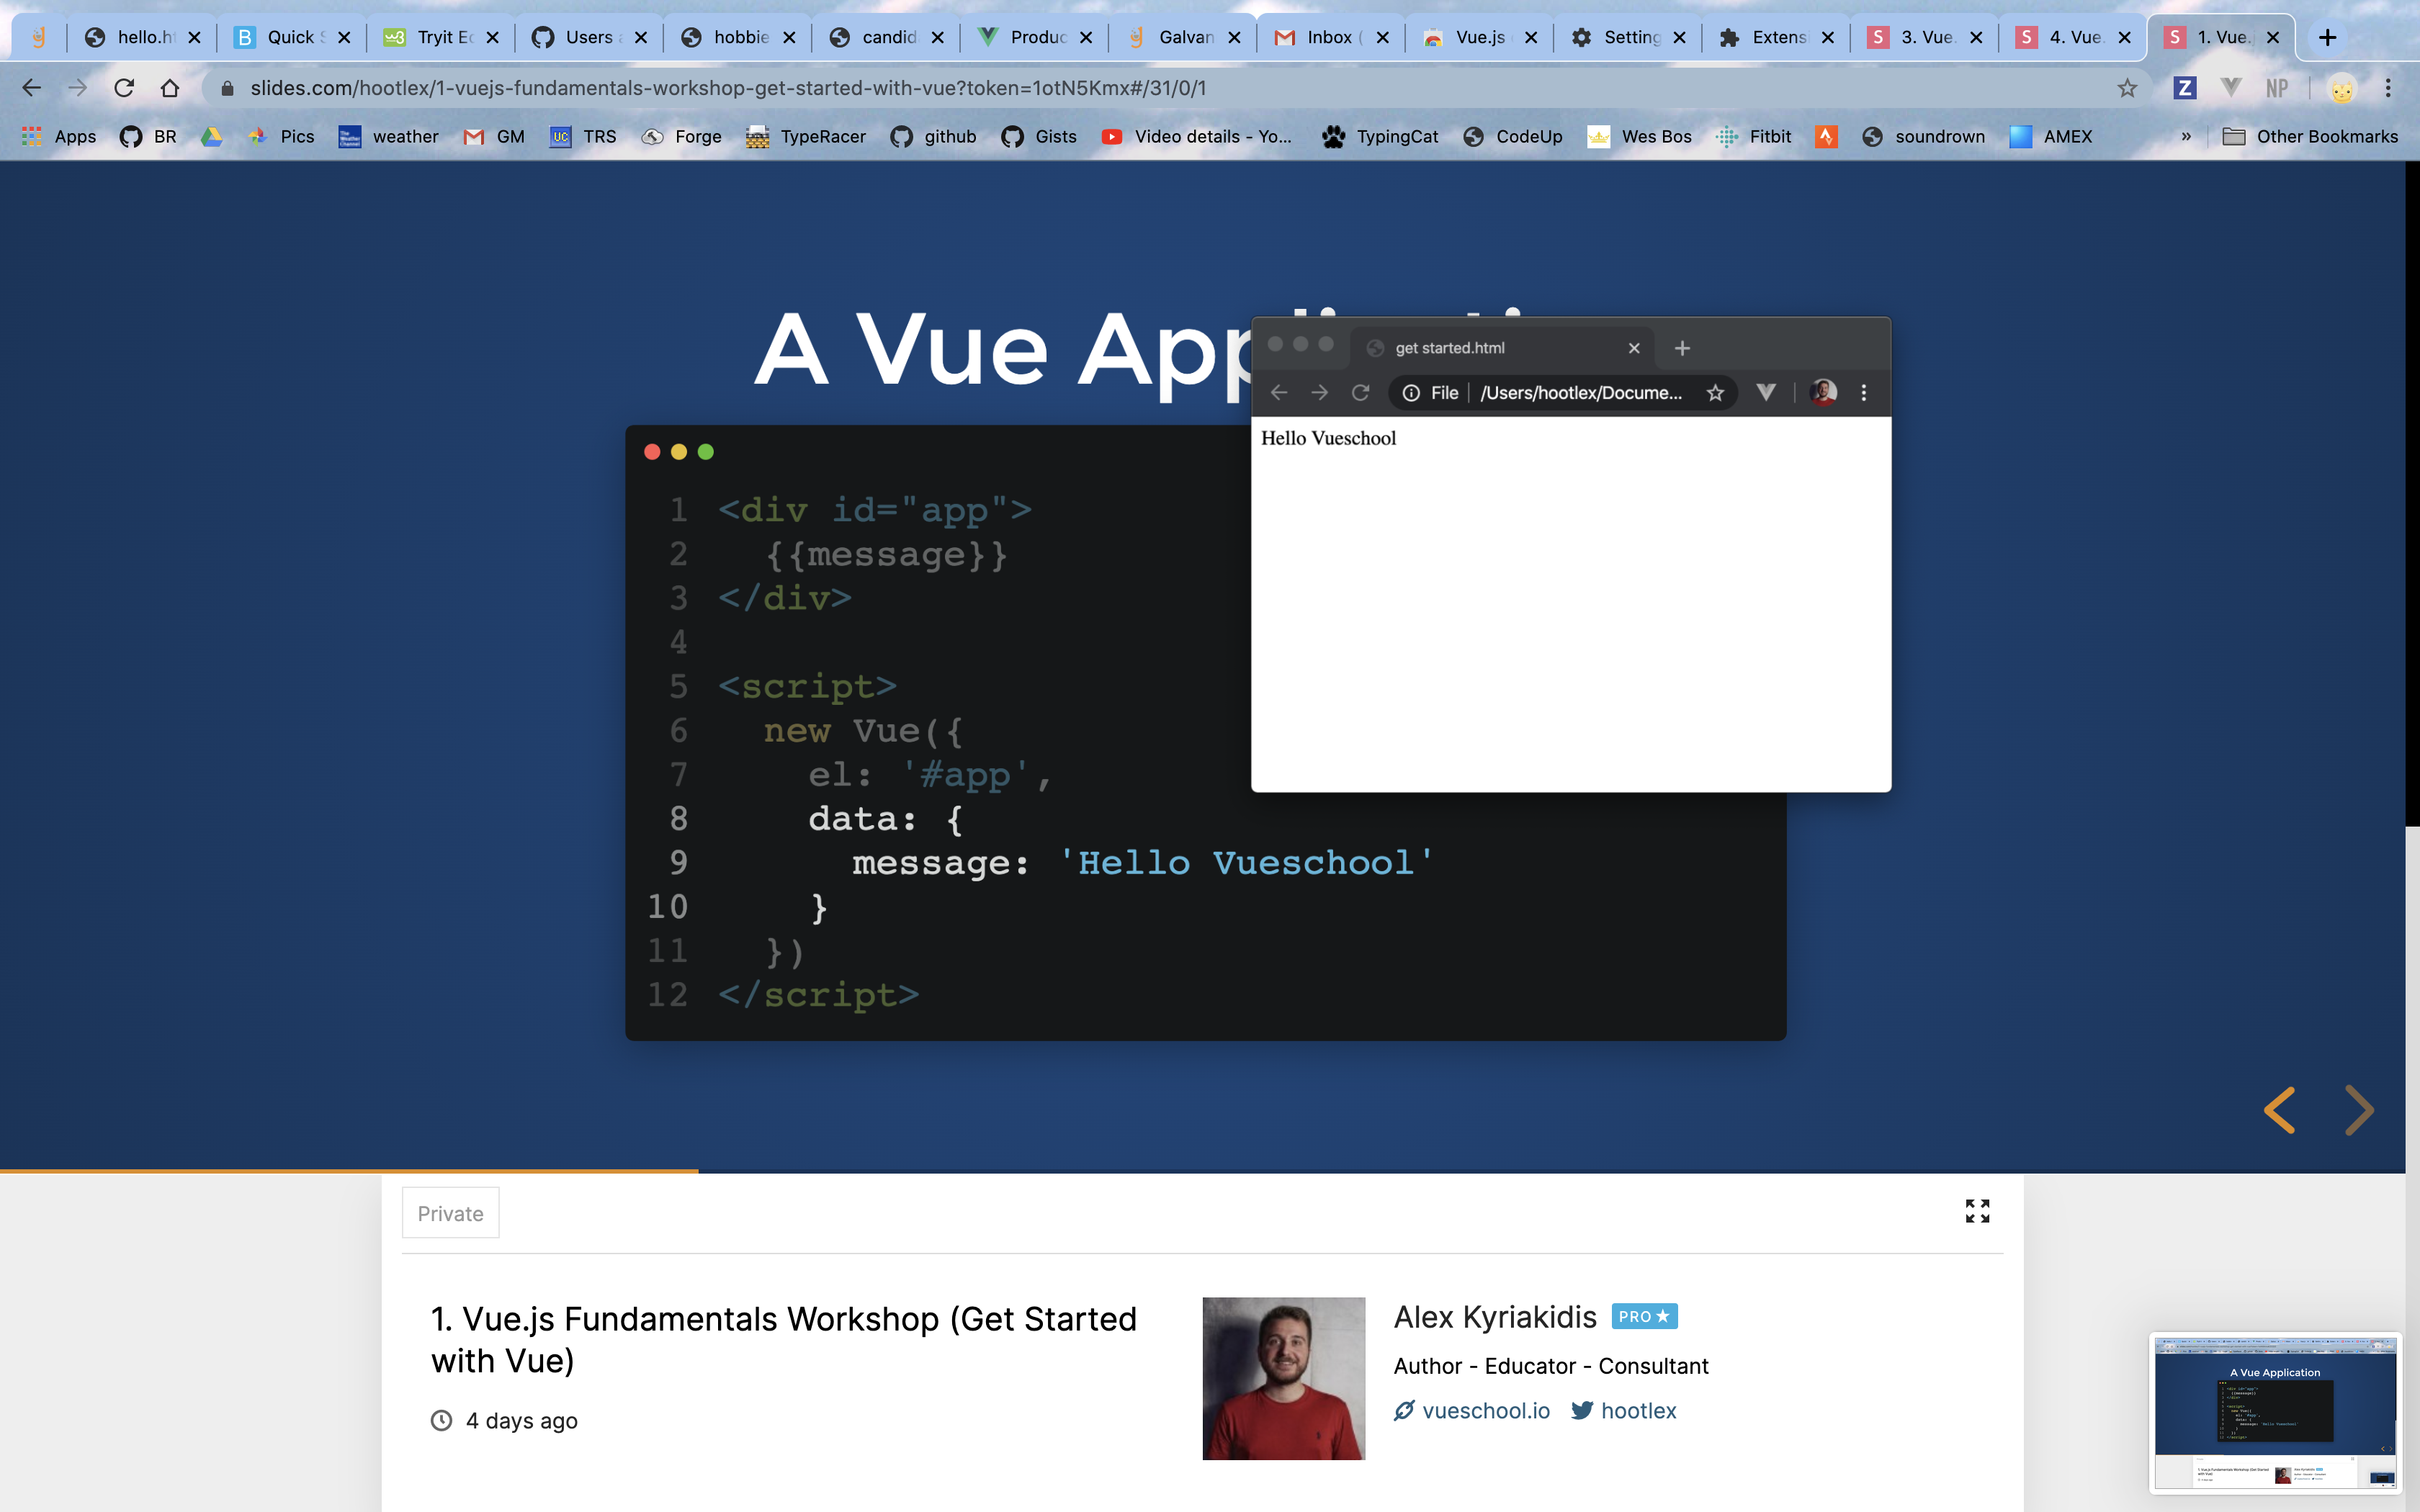 hello.ht
Quick S
Tryit Ed
Users a
hobbie
candid
Produc
Galvan
Inbox (
Vue.js
Setting
Extensi
3. Vue.
4. Vue.
1. Vue.
slides.com/hootlex/1-vuejs-fundamentals-workshop-get-started-with-vue?token=1otN5Kmx#/31/0/1
Z
NP
Apps
BR
Pics
weather
GM
TRS
Forge
TypeRacer
github
Gists
Video details - Yo...
TypingCat
CodeUp
Wes Bos
Fitbit
soundrown
AMEX
»
Other Bookmarks
A Vue App
get started.html
File
/Users/hootlex/Docume...
Hello Vueschool
1 <div id="app">
2 {{message}}
3 </div>
4
5 <script>
6 new Vue({
7 el: '#app',
8 data: {
9 message: 'Hello Vueschool'
10 }
11 })
12 </script>
Private
1. Vue.js Fundamentals Workshop (Get Started
with Vue)
4 days ago
Alex Kyriakidis PRO
Author - Educator - Consultant
vueschool.io hootlex
A Vue Application